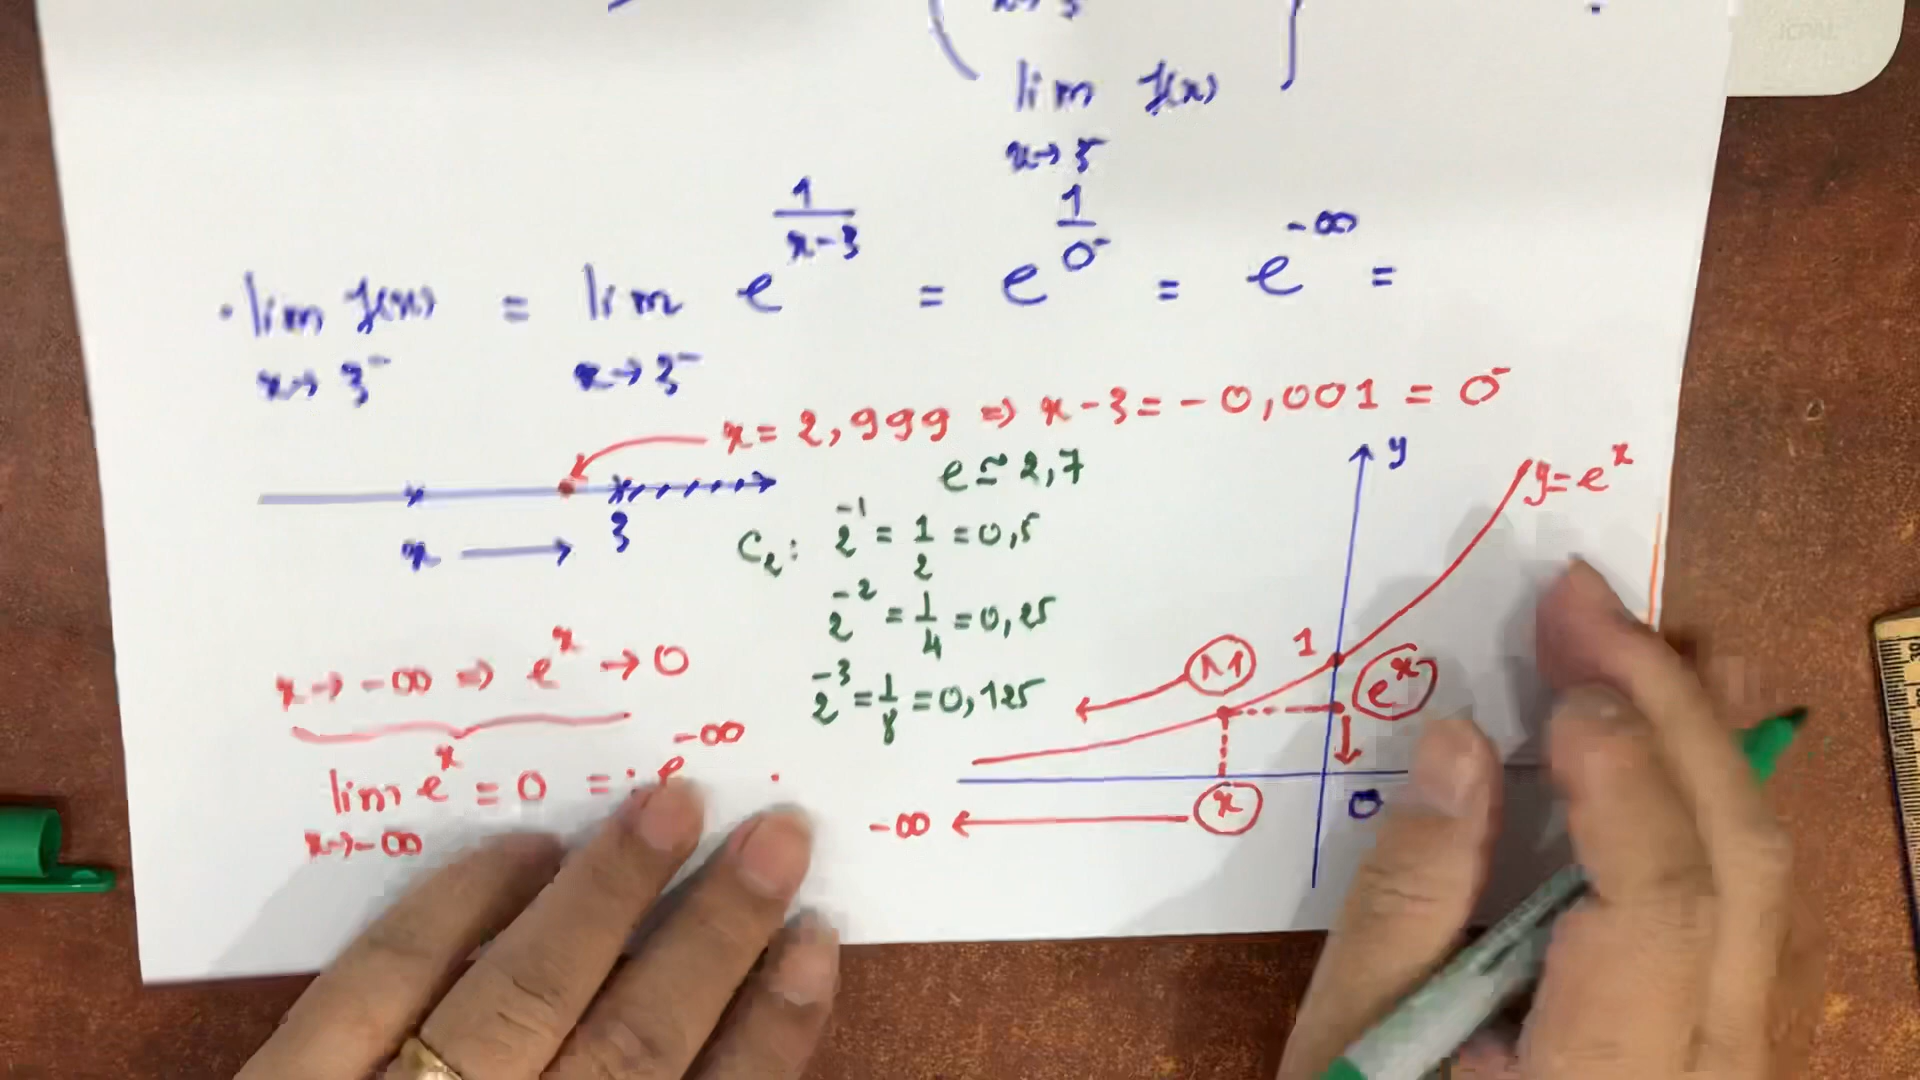 lim f(x)
x→5
· lim f(x) = lim e^{1/(x-3)} = e^{1/0⁻} = e^{-∞} =
x→3⁻ x→3⁻
x = 2,999 ⇒ x - 3 = - 0,001 = 0⁻
3
x →
e ≃ 2,7
C₂: 2^{-1} = 1/2 = 0,5
2^{-2} = 1/4 = 0,25
2^{-3} = 1/8 = 0,125
x → -∞ ⇒ e^x → 0
lim e^x = 0 =: e^{-∞}
x→-∞
y
y = e^x
1
e^x
x
0
-∞